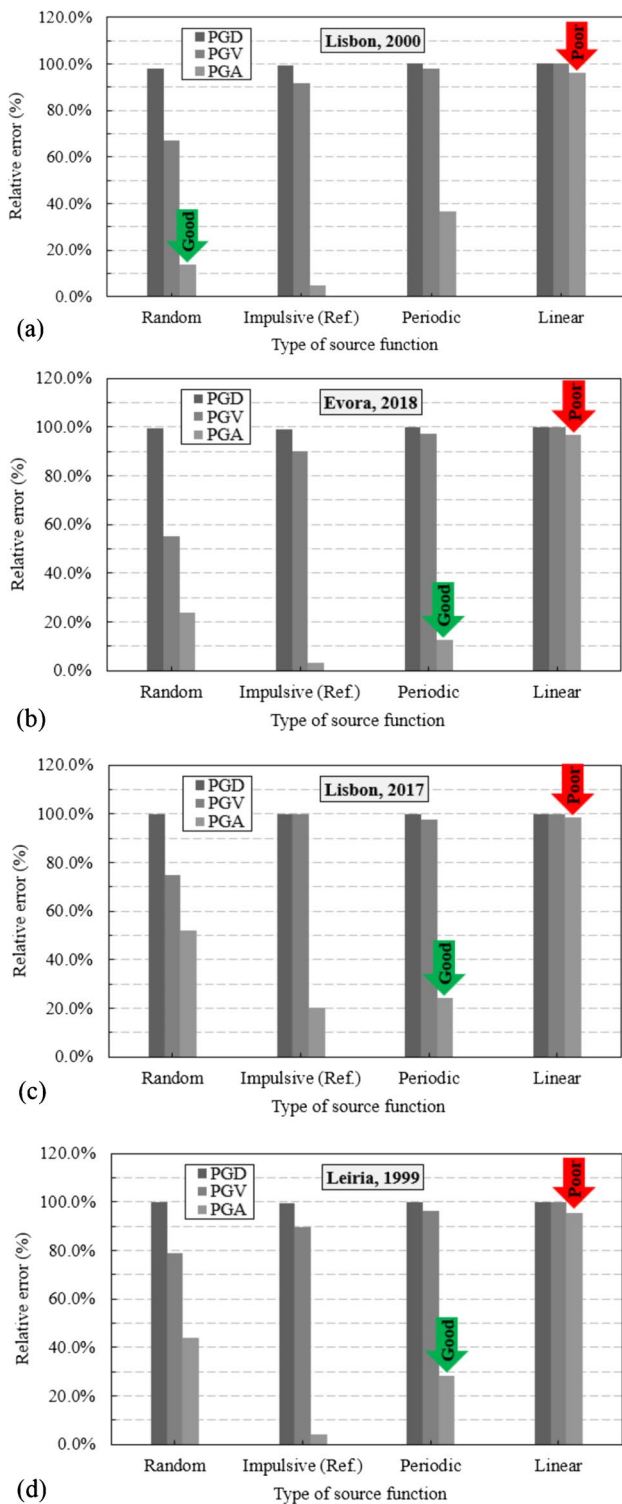 120.0%
100.0%
80.0%
60.0%
40.0%
20.0%
0.0%
Relative error (%)
PGD
PGV
PGA
Lisbon, 2000
Good
Poor
Random Impulsive (Ref.) Periodic Linear
Type of source function
(a)
120.0%
100.0%
80.0%
60.0%
40.0%
20.0%
0.0%
Relative error (%)
PGD
PGV
PGA
Evora, 2018
Good
Poor
Random Impulsive (Ref.) Periodic Linear
Type of source function
(b)
120.0%
100.0%
80.0%
60.0%
40.0%
20.0%
0.0%
Relative error (%)
PGD
PGV
PGA
Lisbon, 2017
Good
Poor
Random Impulsive (Ref.) Periodic Linear
Type of source function
(c)
120.0%
100.0%
80.0%
60.0%
40.0%
20.0%
0.0%
Relative error (%)
PGD
PGV
PGA
Leiria, 1999
Good
Poor
Random Impulsive (Ref.) Periodic Linear
Type of source function
(d)